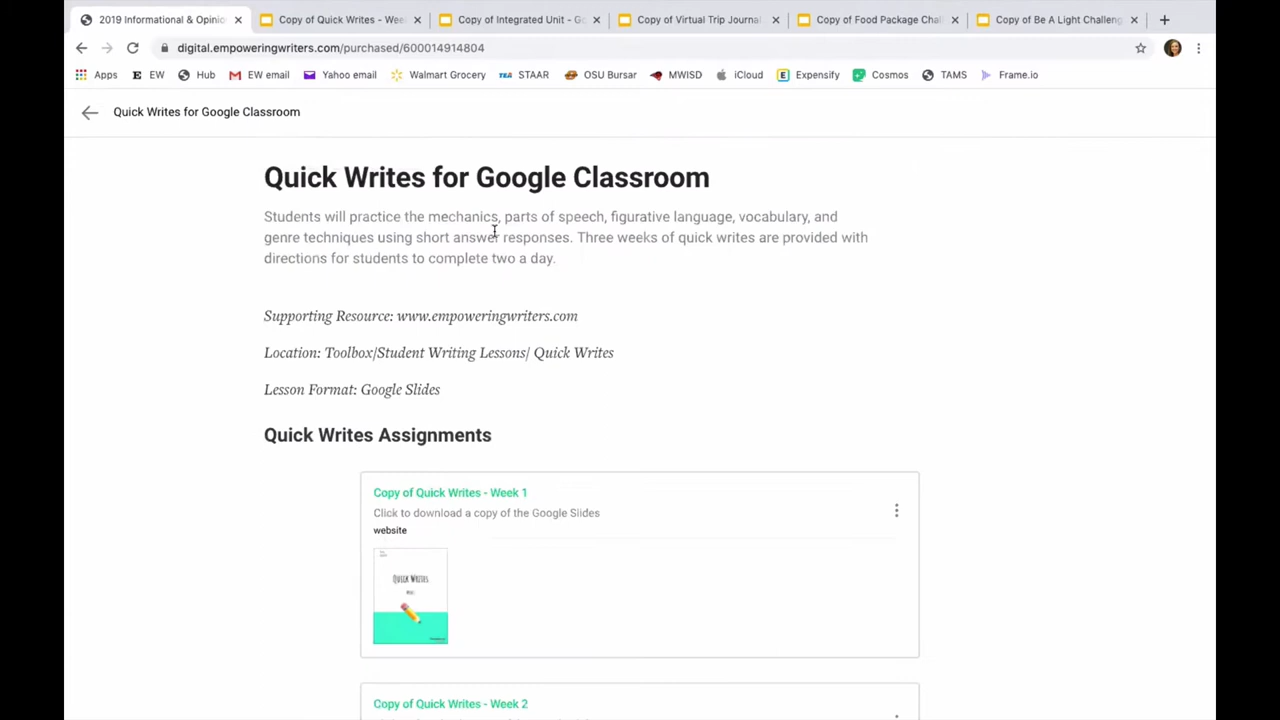 2019 Informational & Opinio
Copy of Quick Writes - Wee
Copy of Integrated Unit - Go
Copy of Virtual Trip Journal
Copy of Food Package Chal
Copy of Be A Light Challeng
digital.empoweringwriters.com/purchased/600014914804
Apps
EW
Hub
EW email
Yahoo email
Walmart Grocery
STAAR
OSU Bursar
MWISD
iCloud
Expensify
Cosmos
TAMS
Frame.io
Quick Writes for Google Classroom
Quick Writes for Google Classroom
Students will practice the mechanics, parts of speech, figurative language, vocabulary, and
genre techniques using short answer responses. Three weeks of quick writes are provided with
directions for students to complete two a day.
Supporting Resource: www.empoweringwriters.com
Location: Toolbox/Student Writing Lessons/ Quick Writes
Lesson Format: Google Slides
Quick Writes Assignments
Copy of Quick Writes - Week 1
Click to download a copy of the Google Slides
website
QUICK WRITES
Copy of Quick Writes - Week 2